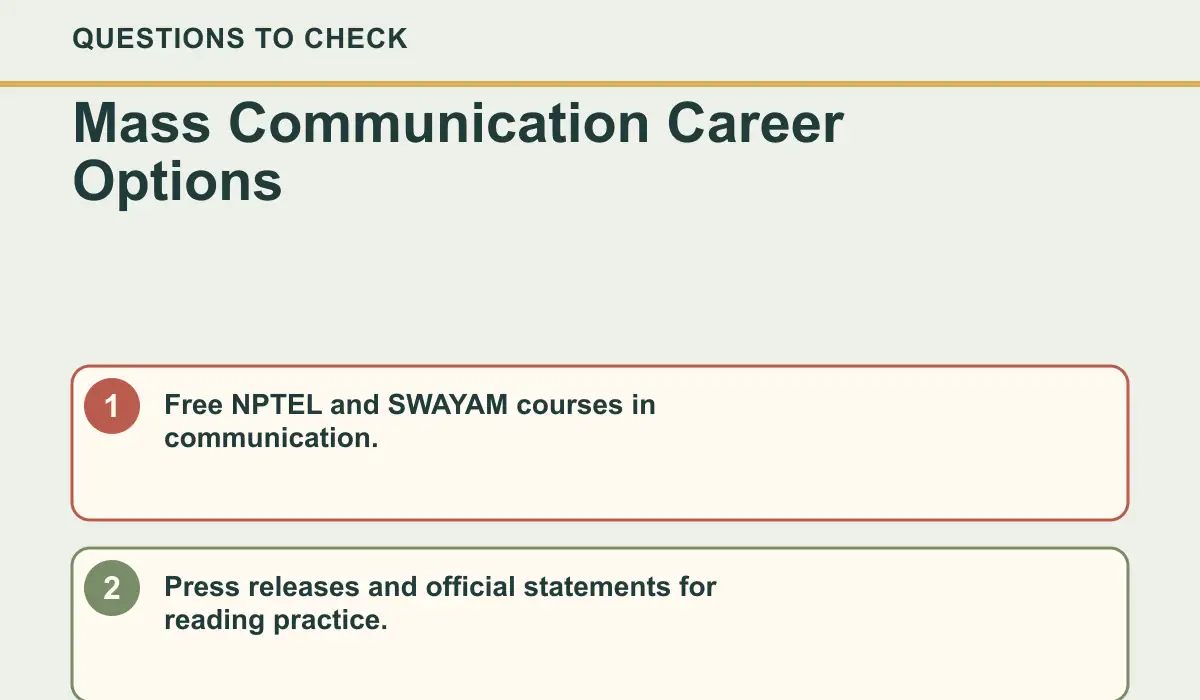 QUESTIONS TO CHECK
Mass Communication Career
Options
1
Free NPTEL and SWAYAM courses in
communication.
2
Press releases and official statements for
reading practice.